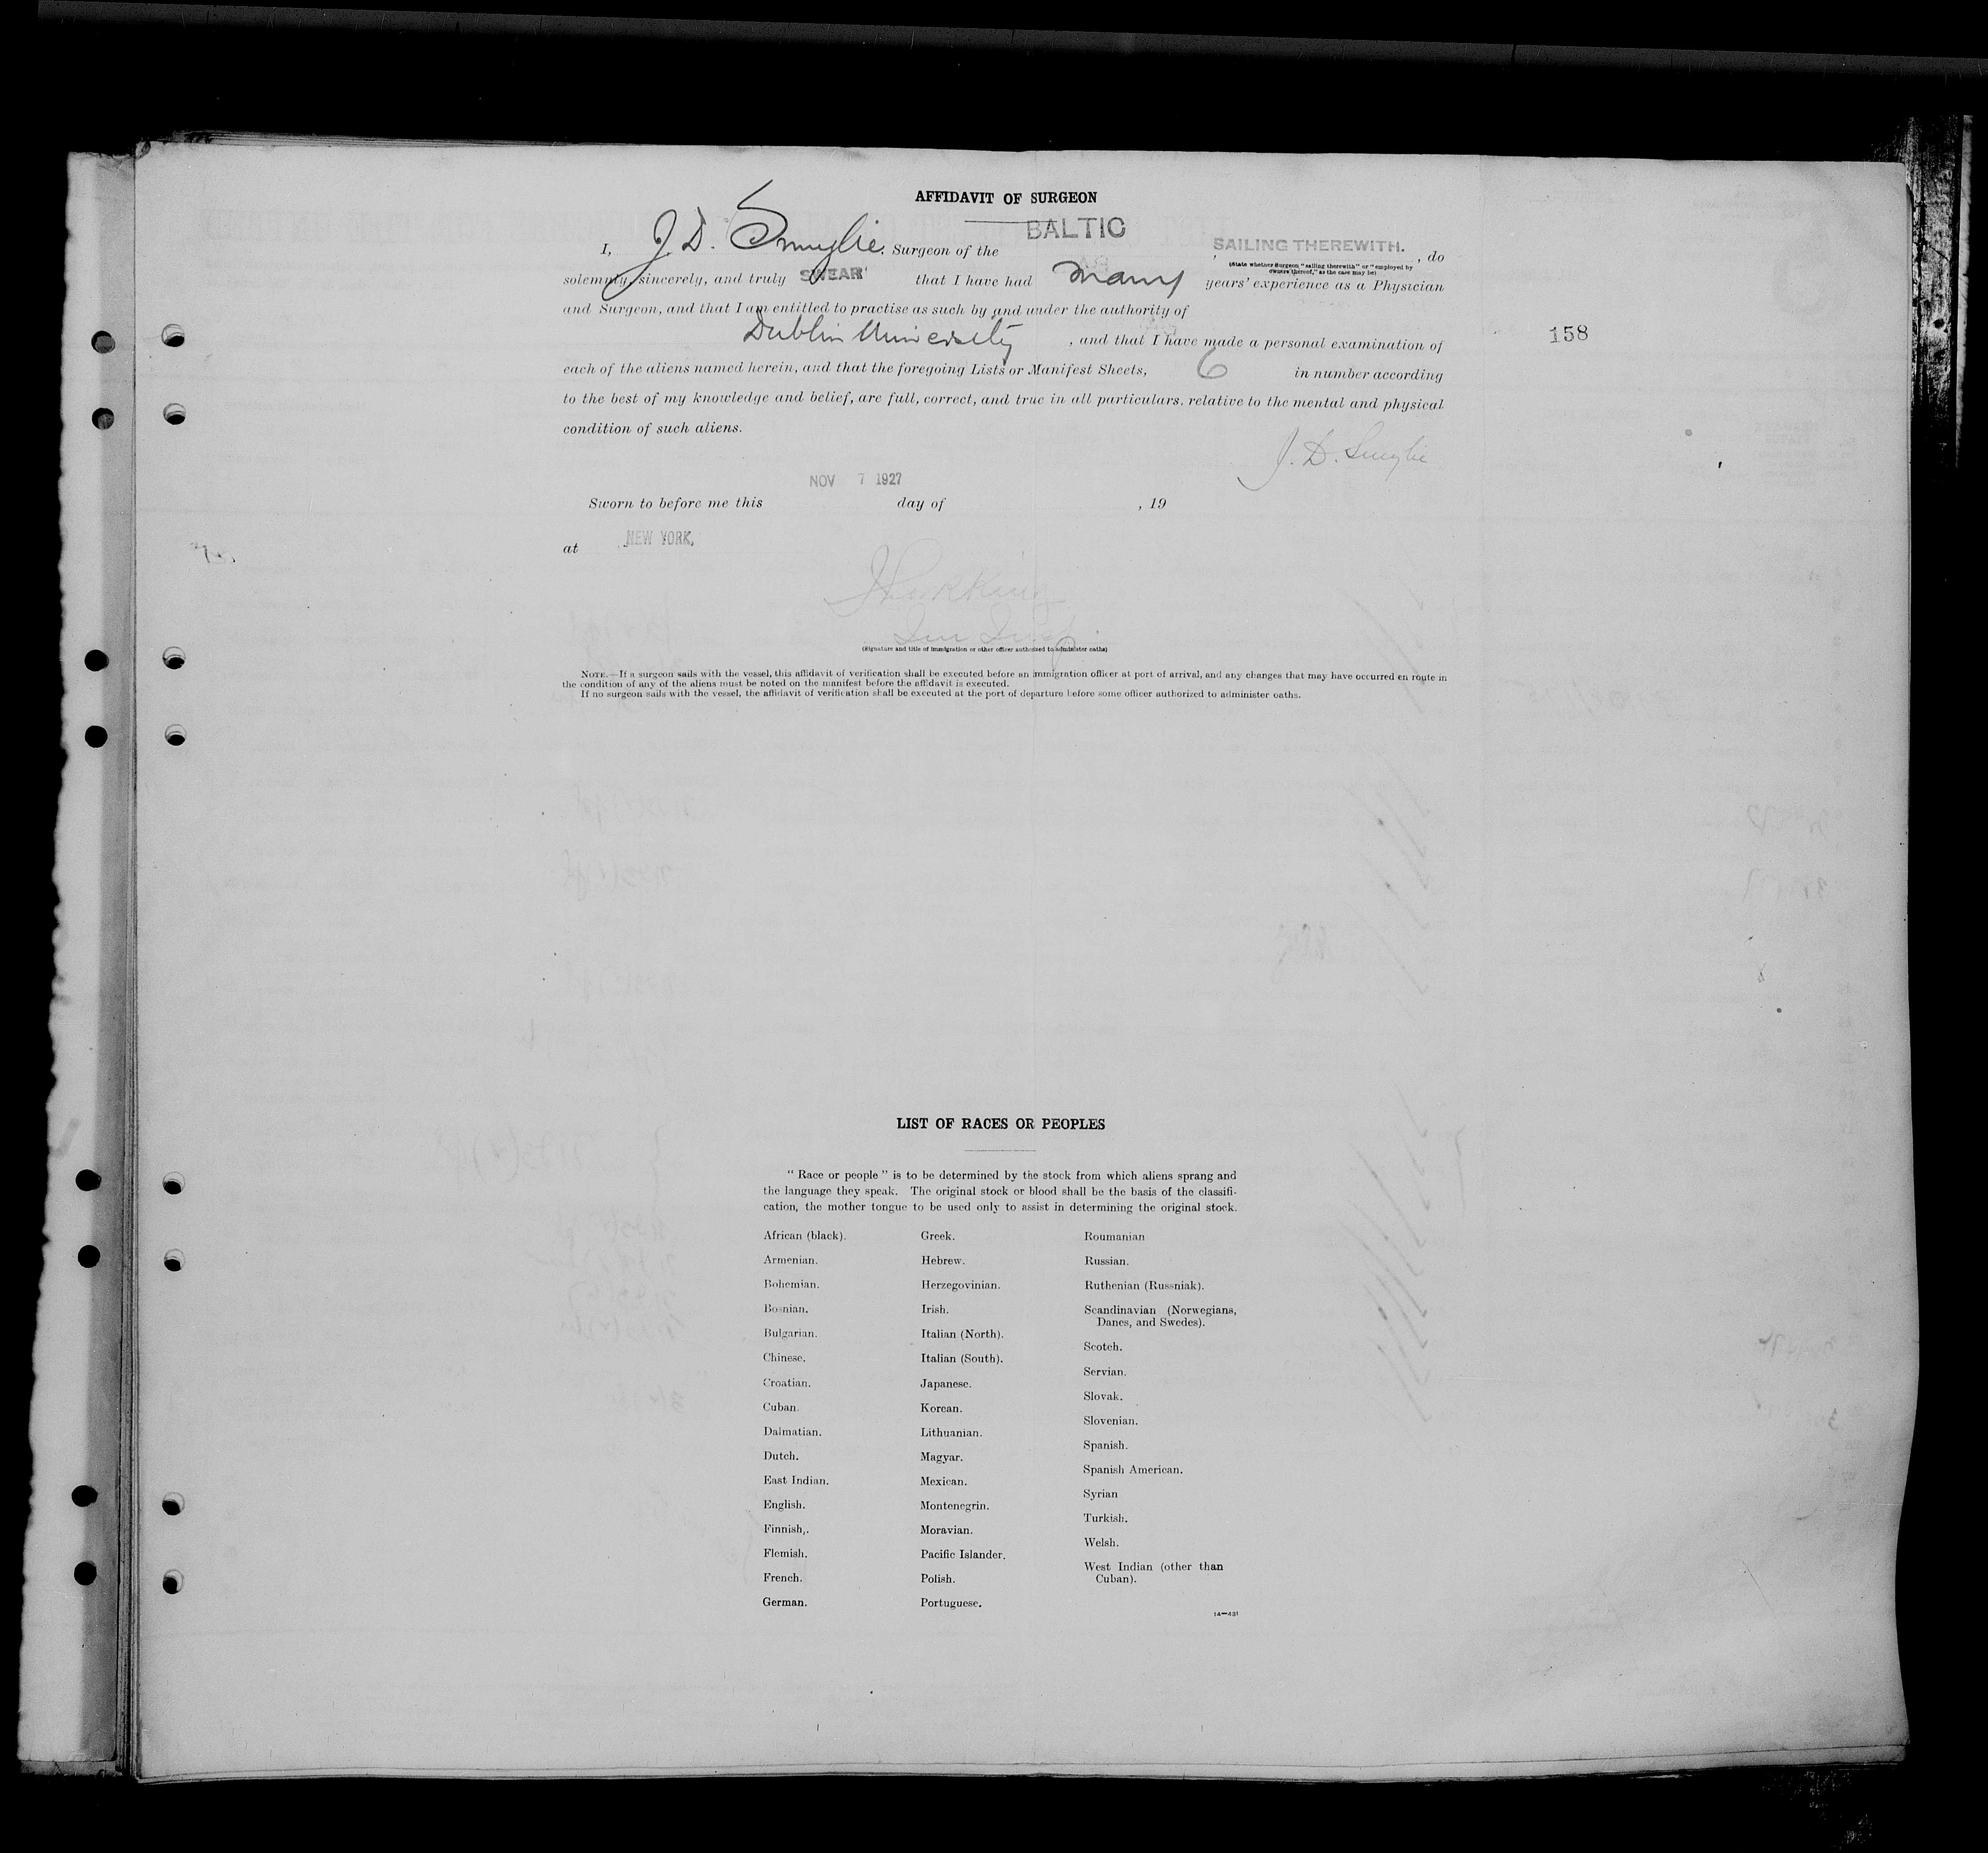 AFFIDAVIT OF SURGEON
I, J. D. Smylie, Surgeon of the BALTIC, SAILING THEREWITH., do
(State whether Surgeon "sailing therewith" or "employed by
owners thereof," as the case may be)
solemnly, sincerely, and truly SWEAR that I have had many years' experience as a Physician
and Surgeon, and that I am entitled to practise as such by and under the authority of
Dublin University, and that I have made a personal examination of
158
each of the aliens named herein, and that the foregoing Lists or Manifest Sheets, 6 in number according
to the best of my knowledge and belief, are full, correct, and true in all particulars, relative to the mental and physical
condition of such aliens.
J. D. Smylie
NOV 7 1927
Sworn to before me this day of , 19
at NEW YORK,
(Signature and title of immigration or other officer authorized to administer oaths)
NOTE.—If a surgeon sails with the vessel, this affidavit of verification shall be executed before an immigration officer at port of arrival, and any changes that may have occurred en route in
the condition of any of the aliens must be noted on the manifest before the affidavit is executed.
If no surgeon sails with the vessel, the affidavit of verification shall be executed at the port of departure before some officer authorized to administer oaths.
LIST OF RACES OR PEOPLES
"Race or people" is to be determined by the stock from which aliens sprang and
the language they speak. The original stock or blood shall be the basis of the classifi-
cation, the mother tongue to be used only to assist in determining the original stock.
African (black).
Armenian.
Bohemian.
Bosnian.
Bulgarian.
Chinese.
Croatian.
Cuban.
Dalmatian.
Dutch.
East Indian.
English.
Finnish,.
Flemish.
French.
German.
Greek.
Hebrew.
Herzegovinian.
Irish.
Italian (North).
Italian (South).
Japanese.
Korean.
Lithuanian.
Magyar.
Mexican.
Montenegrin.
Moravian.
Pacific Islander.
Polish.
Portuguese.
Roumanian
Russian.
Ruthenian (Russniak).
Scandinavian (Norwegians,
Danes, and Swedes).
Scotch.
Servian.
Slovak.
Slovenian.
Spanish.
Spanish American.
Syrian
Turkish.
Welsh.
West Indian (other than
Cuban).
14—431